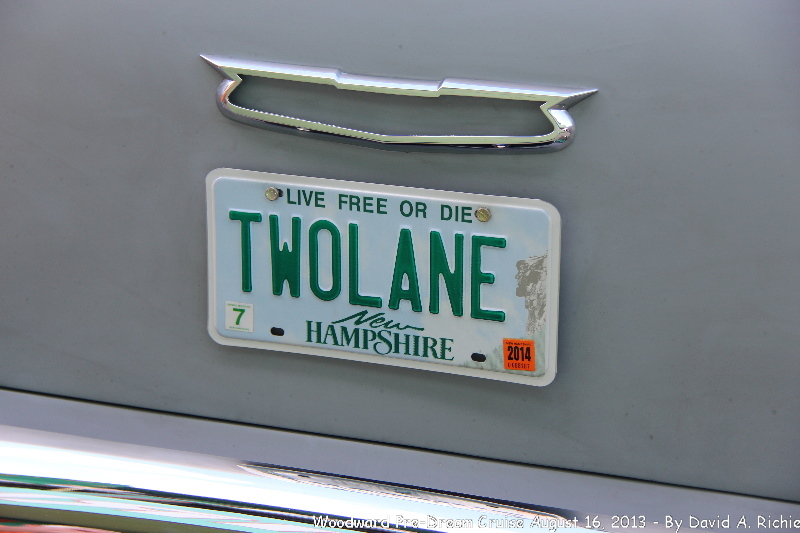 LIVE FREE OR DIE
TWOLANE
7
New
HAMPSHIRE
2014
Woodward Pre-Dream Cruise August 16, 2013 - By David A. Richie